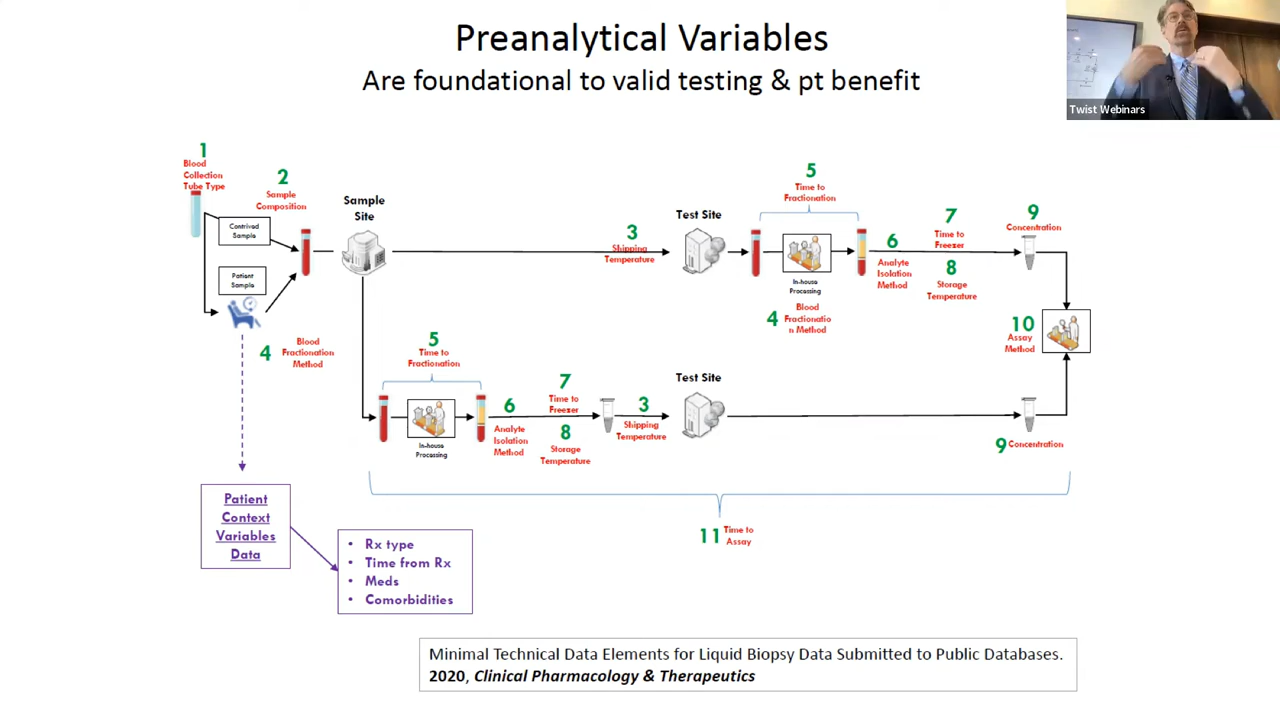 Preanalytical Variables
Are foundational to valid testing & pt benefit
Twist Webinars
1
Blood
Collection
Tube Type
2
Sample
Composition
Contrived
Sample
Patient
Sample
4
Blood
Fractionation
Method
Sample
Site
3
Shipping
Temperature
Test Site
5
Time to
Fractionation
In-house
Processing
4
Blood
Fractionatio
n Method
6
Analyte
Isolation
Method
7
Time to
Freezer
8
Storage
Temperature
9
Concentration
10
Assay
Method
5
Time to
Fractionation
In-house
Processing
6
Analyte
Isolation
Method
7
Time to
Freezer
8
Storage
Temperature
3
Shipping
Temperature
Test Site
9 Concentration
11 Time to
Assay
Patient
Context
Variables
Data
• Rx type
• Time from Rx
• Meds
• Comorbidities
Minimal Technical Data Elements for Liquid Biopsy Data Submitted to Public Databases.
2020, Clinical Pharmacology & Therapeutics